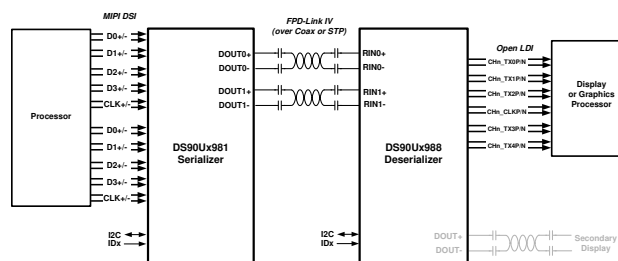 MIPI DSI
FPD-Link IV
(over Coax or STP)
Open LDI
Processor
D0+/-
D1+/-
D2+/-
D3+/-
CLK+/-
D0+/-
D1+/-
D2+/-
D3+/-
CLK+/-
I2C
IDx
DS90Ux981
Serializer
DOUT0+
DOUT0-
DOUT1+
DOUT1-
RIN0+
RIN0-
RIN1+
RIN1-
DS90Ux988
Deserializer
I2C
IDx
DOUT+
DOUT-
CHn_TX0P/N
CHn_TX1P/N
CHn_TX2P/N
CHn_CLKP/N
CHn_TX3P/N
CHn_TX4P/N
Display
or Graphics
Processor
Secondary
Display